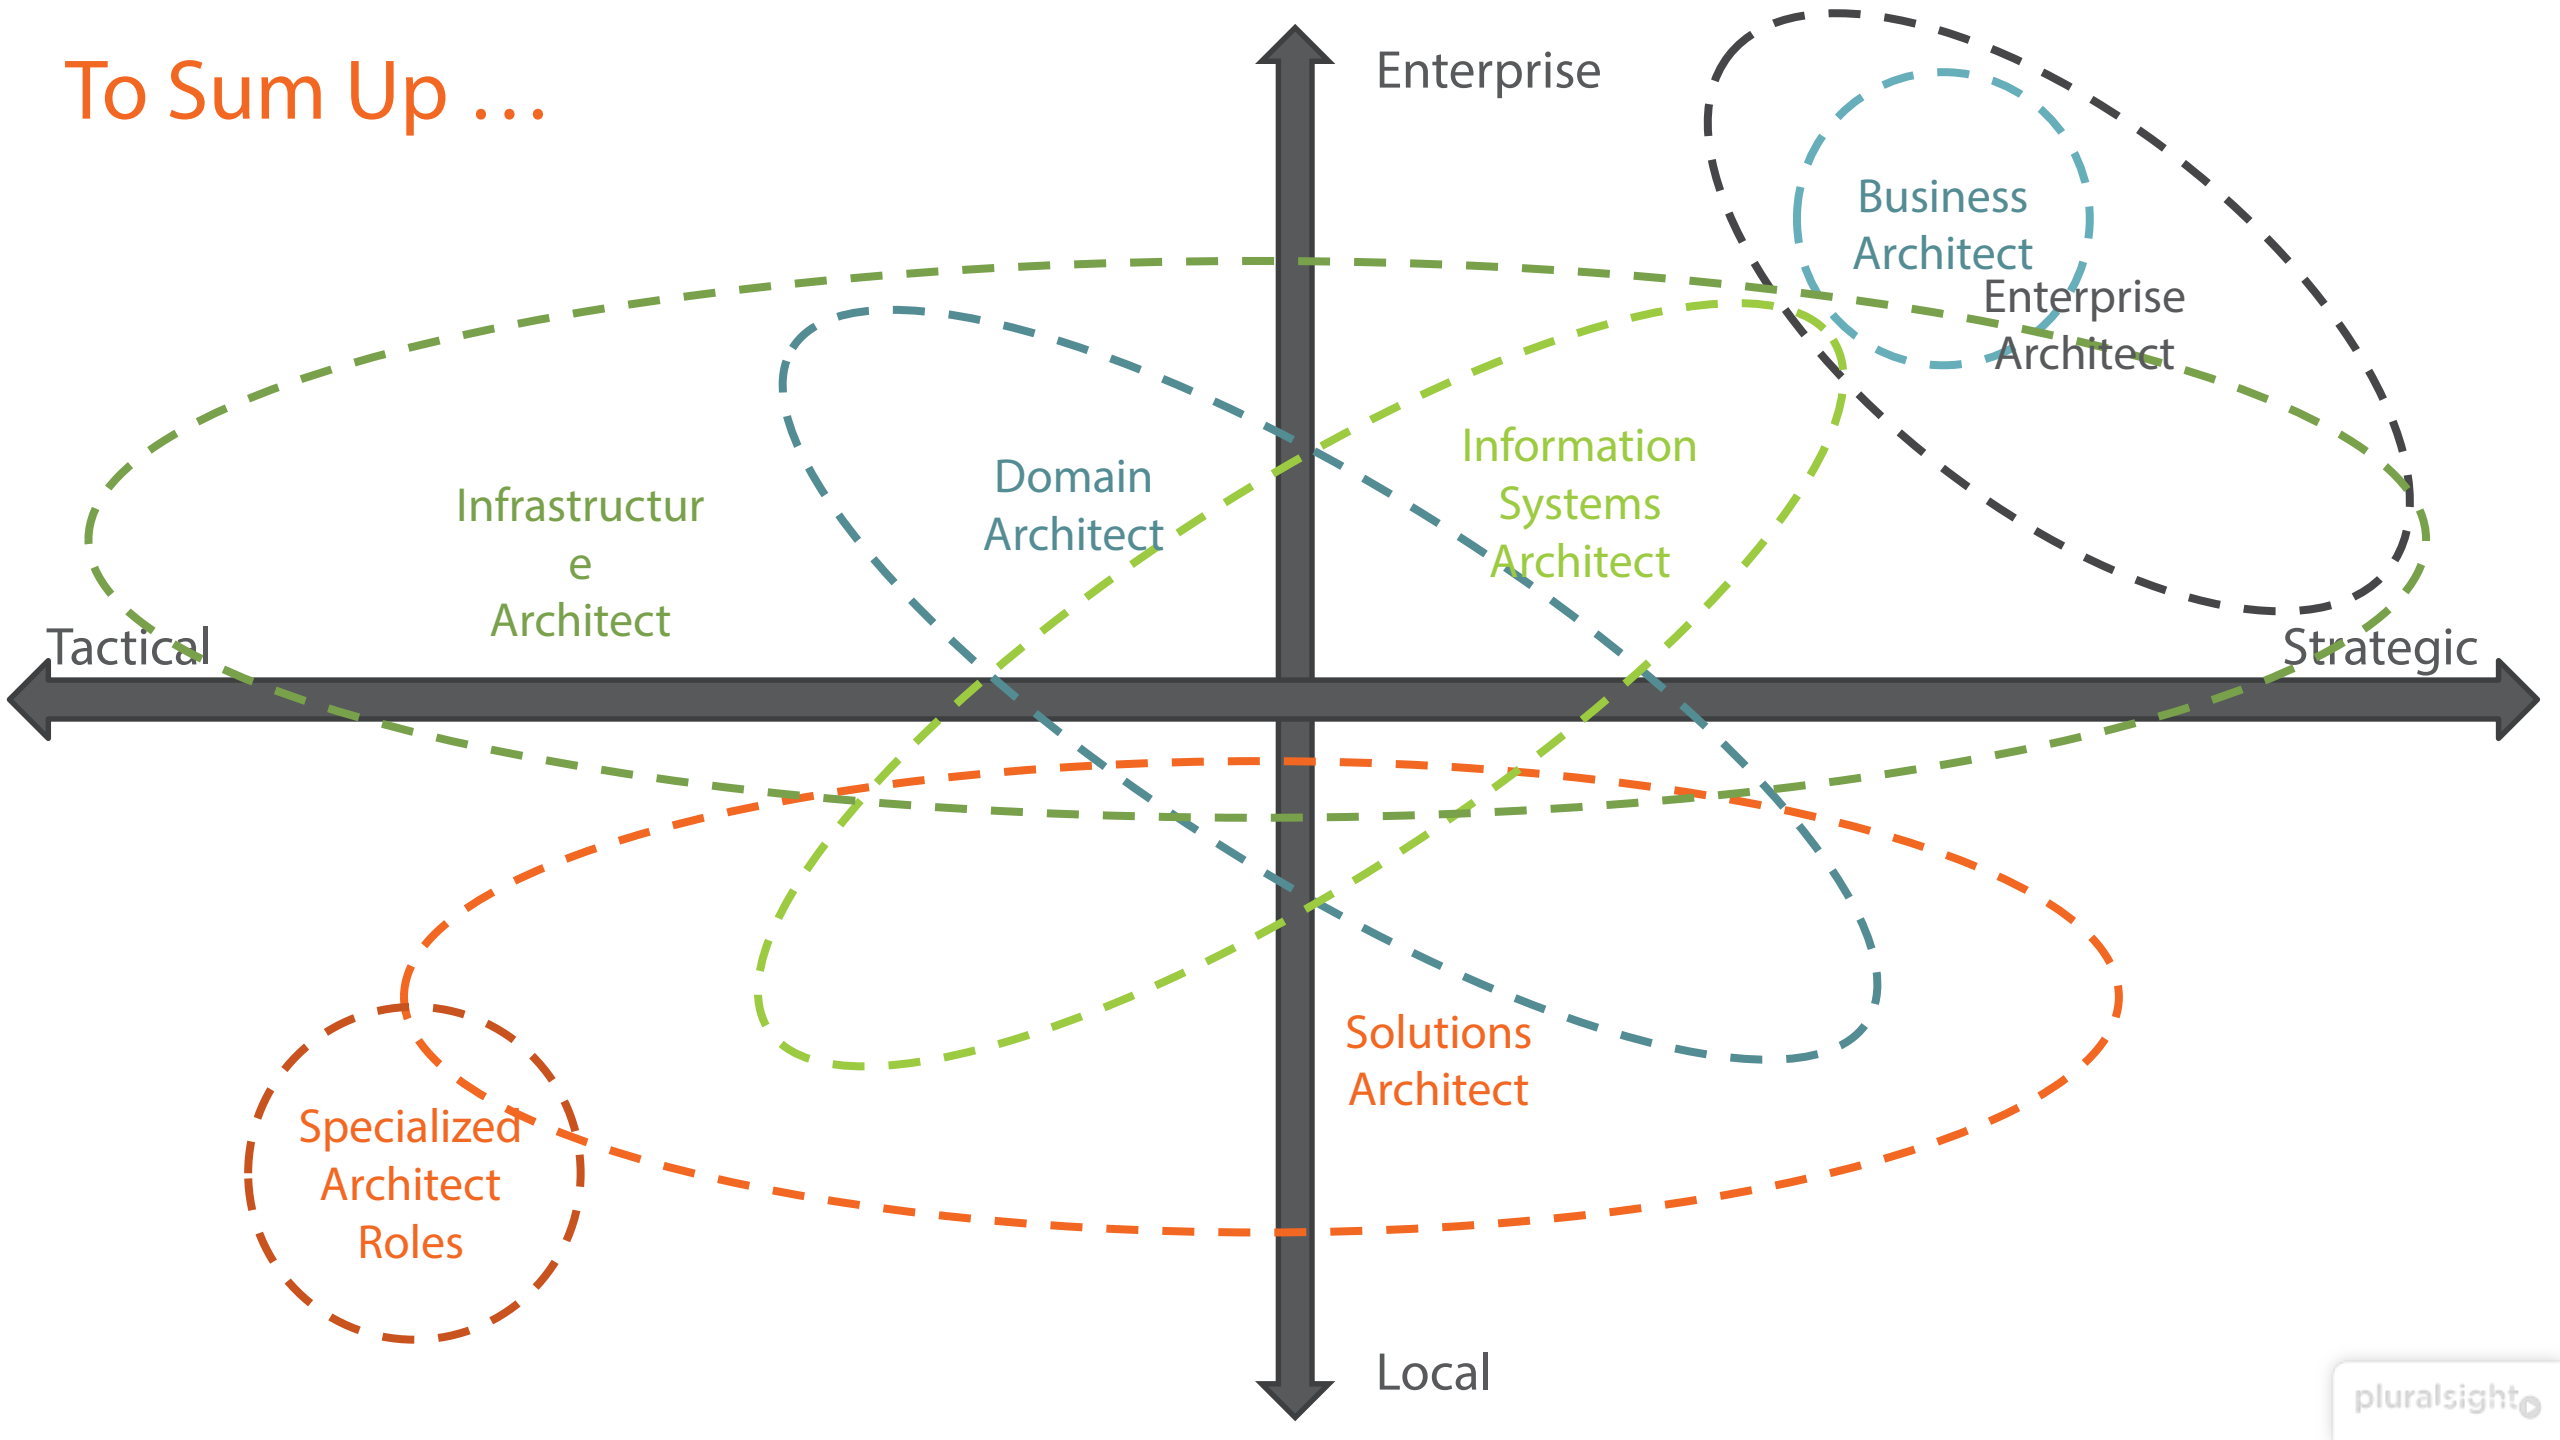 To Sum Up …
Enterprise
Business
Architect
Enterprise
Architect
Information
Systems
Architect
Domain
Architect
Infrastructur
e
Architect
Tactical
Strategic
Solutions
Architect
Specialized
Architect
Roles
Local
pluralsight